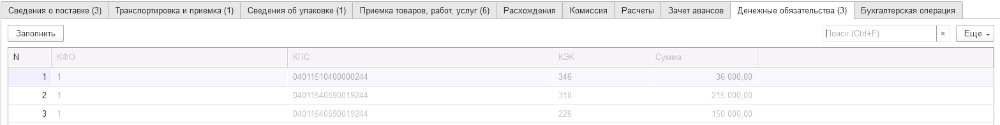 Сведения о поставке (3) Транспортировка и приемка (1) Сведения об упаковке (1) Приемка товаров, работ, услуг (6) Расхождения Комиссия Расчеты Зачет авансов Денежные обязательства (3) Бухгалтерская операция
Заполнить Поиск (Ctrl+F) × Еще
N КФО КПС КЭК Сумма
1 1 04011510400000244 346 36 000,00
2 1 04011540590019244 310 215 000,00
3 1 04011540590019244 226 150 000,00